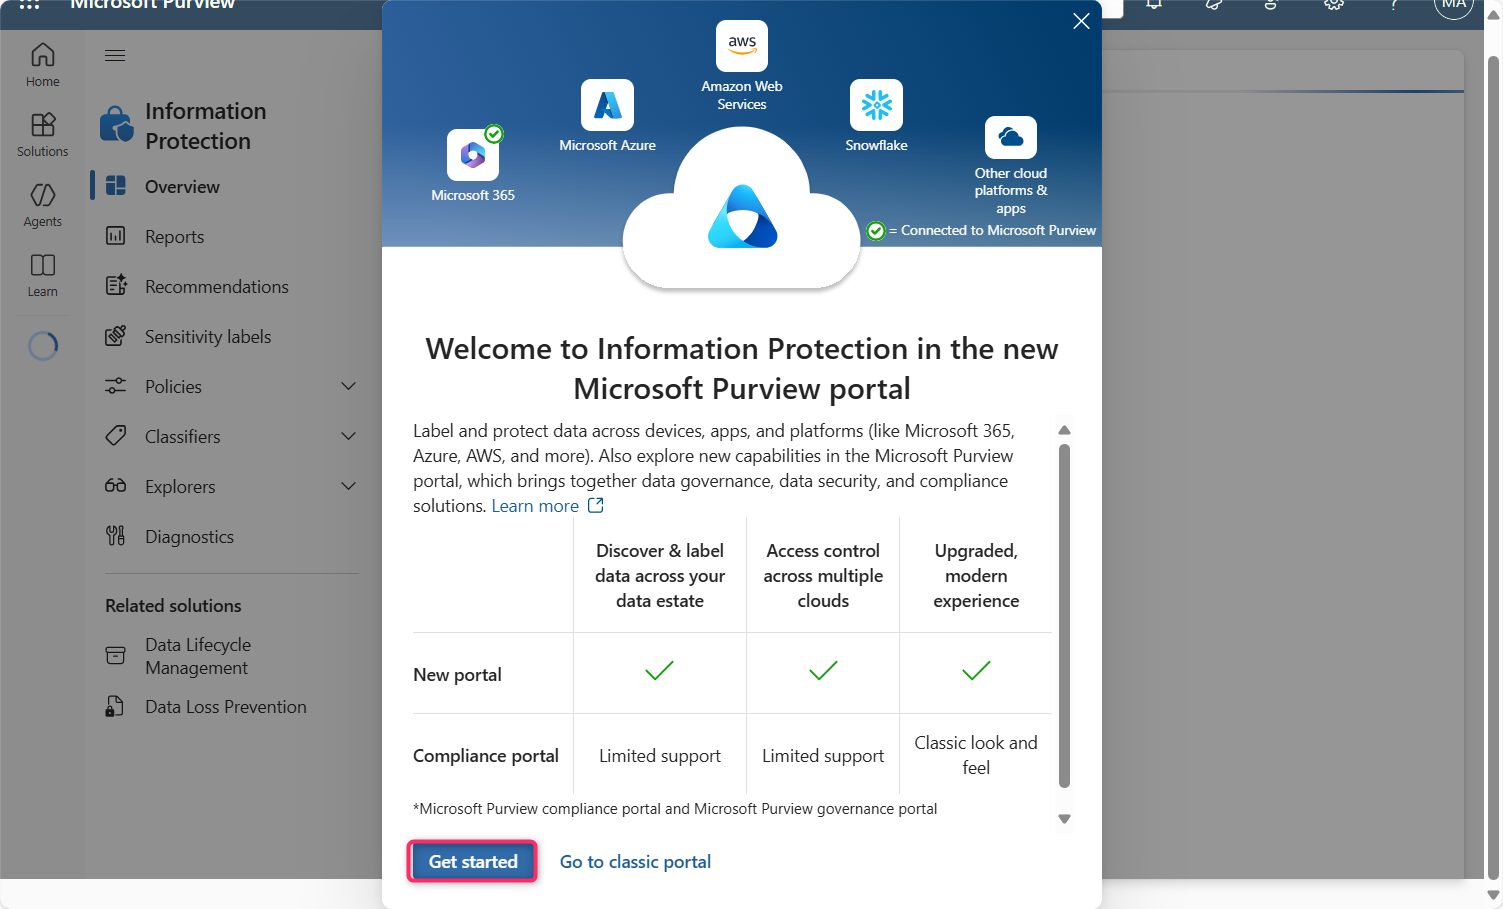 Microsoft Purview
MA
Home
Solutions
Agents
Learn
Information
Protection
Overview
Reports
Recommendations
Sensitivity labels
Policies
Classifiers
Explorers
Diagnostics
Related solutions
Data Lifecycle
Management
Data Loss Prevention
aws
Amazon Web
Services
Microsoft Azure
Snowflake
Microsoft 365
Other cloud
platforms &
apps
= Connected to Microsoft Purview
Welcome to Information Protection in the new
Microsoft Purview portal
Label and protect data across devices, apps, and platforms (like Microsoft 365,
Azure, AWS, and more). Also explore new capabilities in the Microsoft Purview
portal, which brings together data governance, data security, and compliance
solutions. Learn more
Discover & label
data across your
data estate
Access control
across multiple
clouds
Upgraded,
modern
experience
New portal
Compliance portal
Limited support
Limited support
Classic look and
feel
*Microsoft Purview compliance portal and Microsoft Purview governance portal
Get started
Go to classic portal